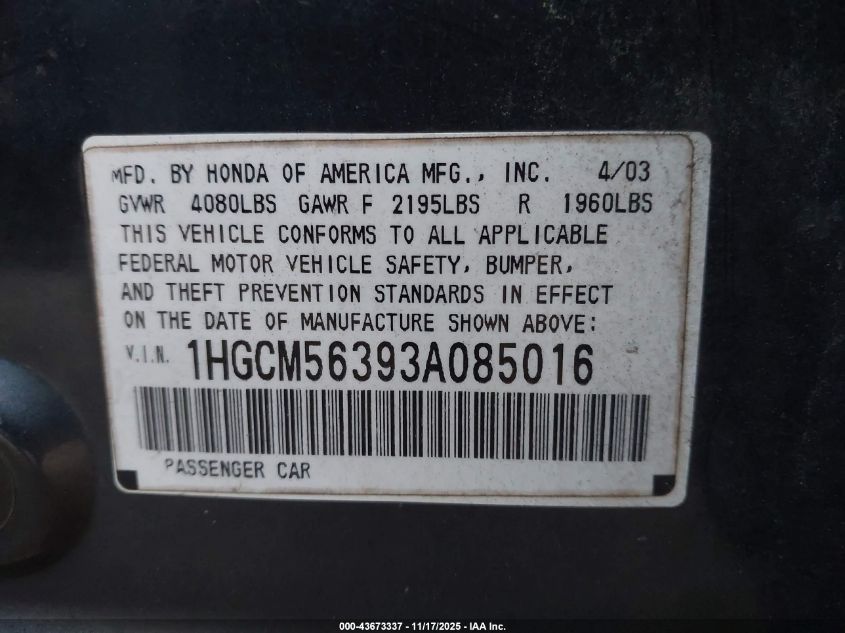 MFD. BY HONDA OF AMERICA MFG., INC. 4/03
GVWR 4080LBS GAWR F 2195LBS R 1960LBS
THIS VEHICLE CONFORMS TO ALL APPLICABLE
FEDERAL MOTOR VEHICLE SAFETY, BUMPER,
AND THEFT PREVENTION STANDARDS IN EFFECT
ON THE DATE OF MANUFACTURE SHOWN ABOVE:
V.I.N. 1HGCM56393A085016
PASSENGER CAR
000-43673337 - 11/17/2025 - IAA Inc.